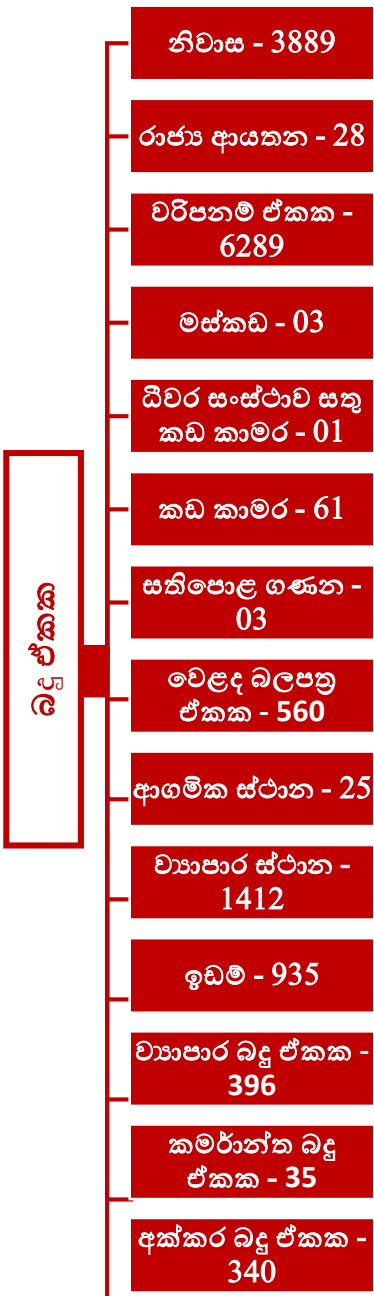 බදු ඒකක
නිවාස - 3889
රාජ්‍ය ආයතන - 28
වරිපනම් ඒකක -
6289
මස්කඩ - 03
ධීවර සංස්ථාව සතු
කඩ කාමර - 01
කඩ කාමර - 61
සතිපොළ ගණන -
03
වෙළඳ බලපත්‍ර
ඒකක - 560
ආගමික ස්ථාන - 25
ව්‍යාපාර ස්ථාන -
1412
ඉඩම් - 935
ව්‍යාපාර බදු ඒකක -
396
කර්මාන්ත බදු
ඒකක - 35
අක්කර බදු ඒකක -
340